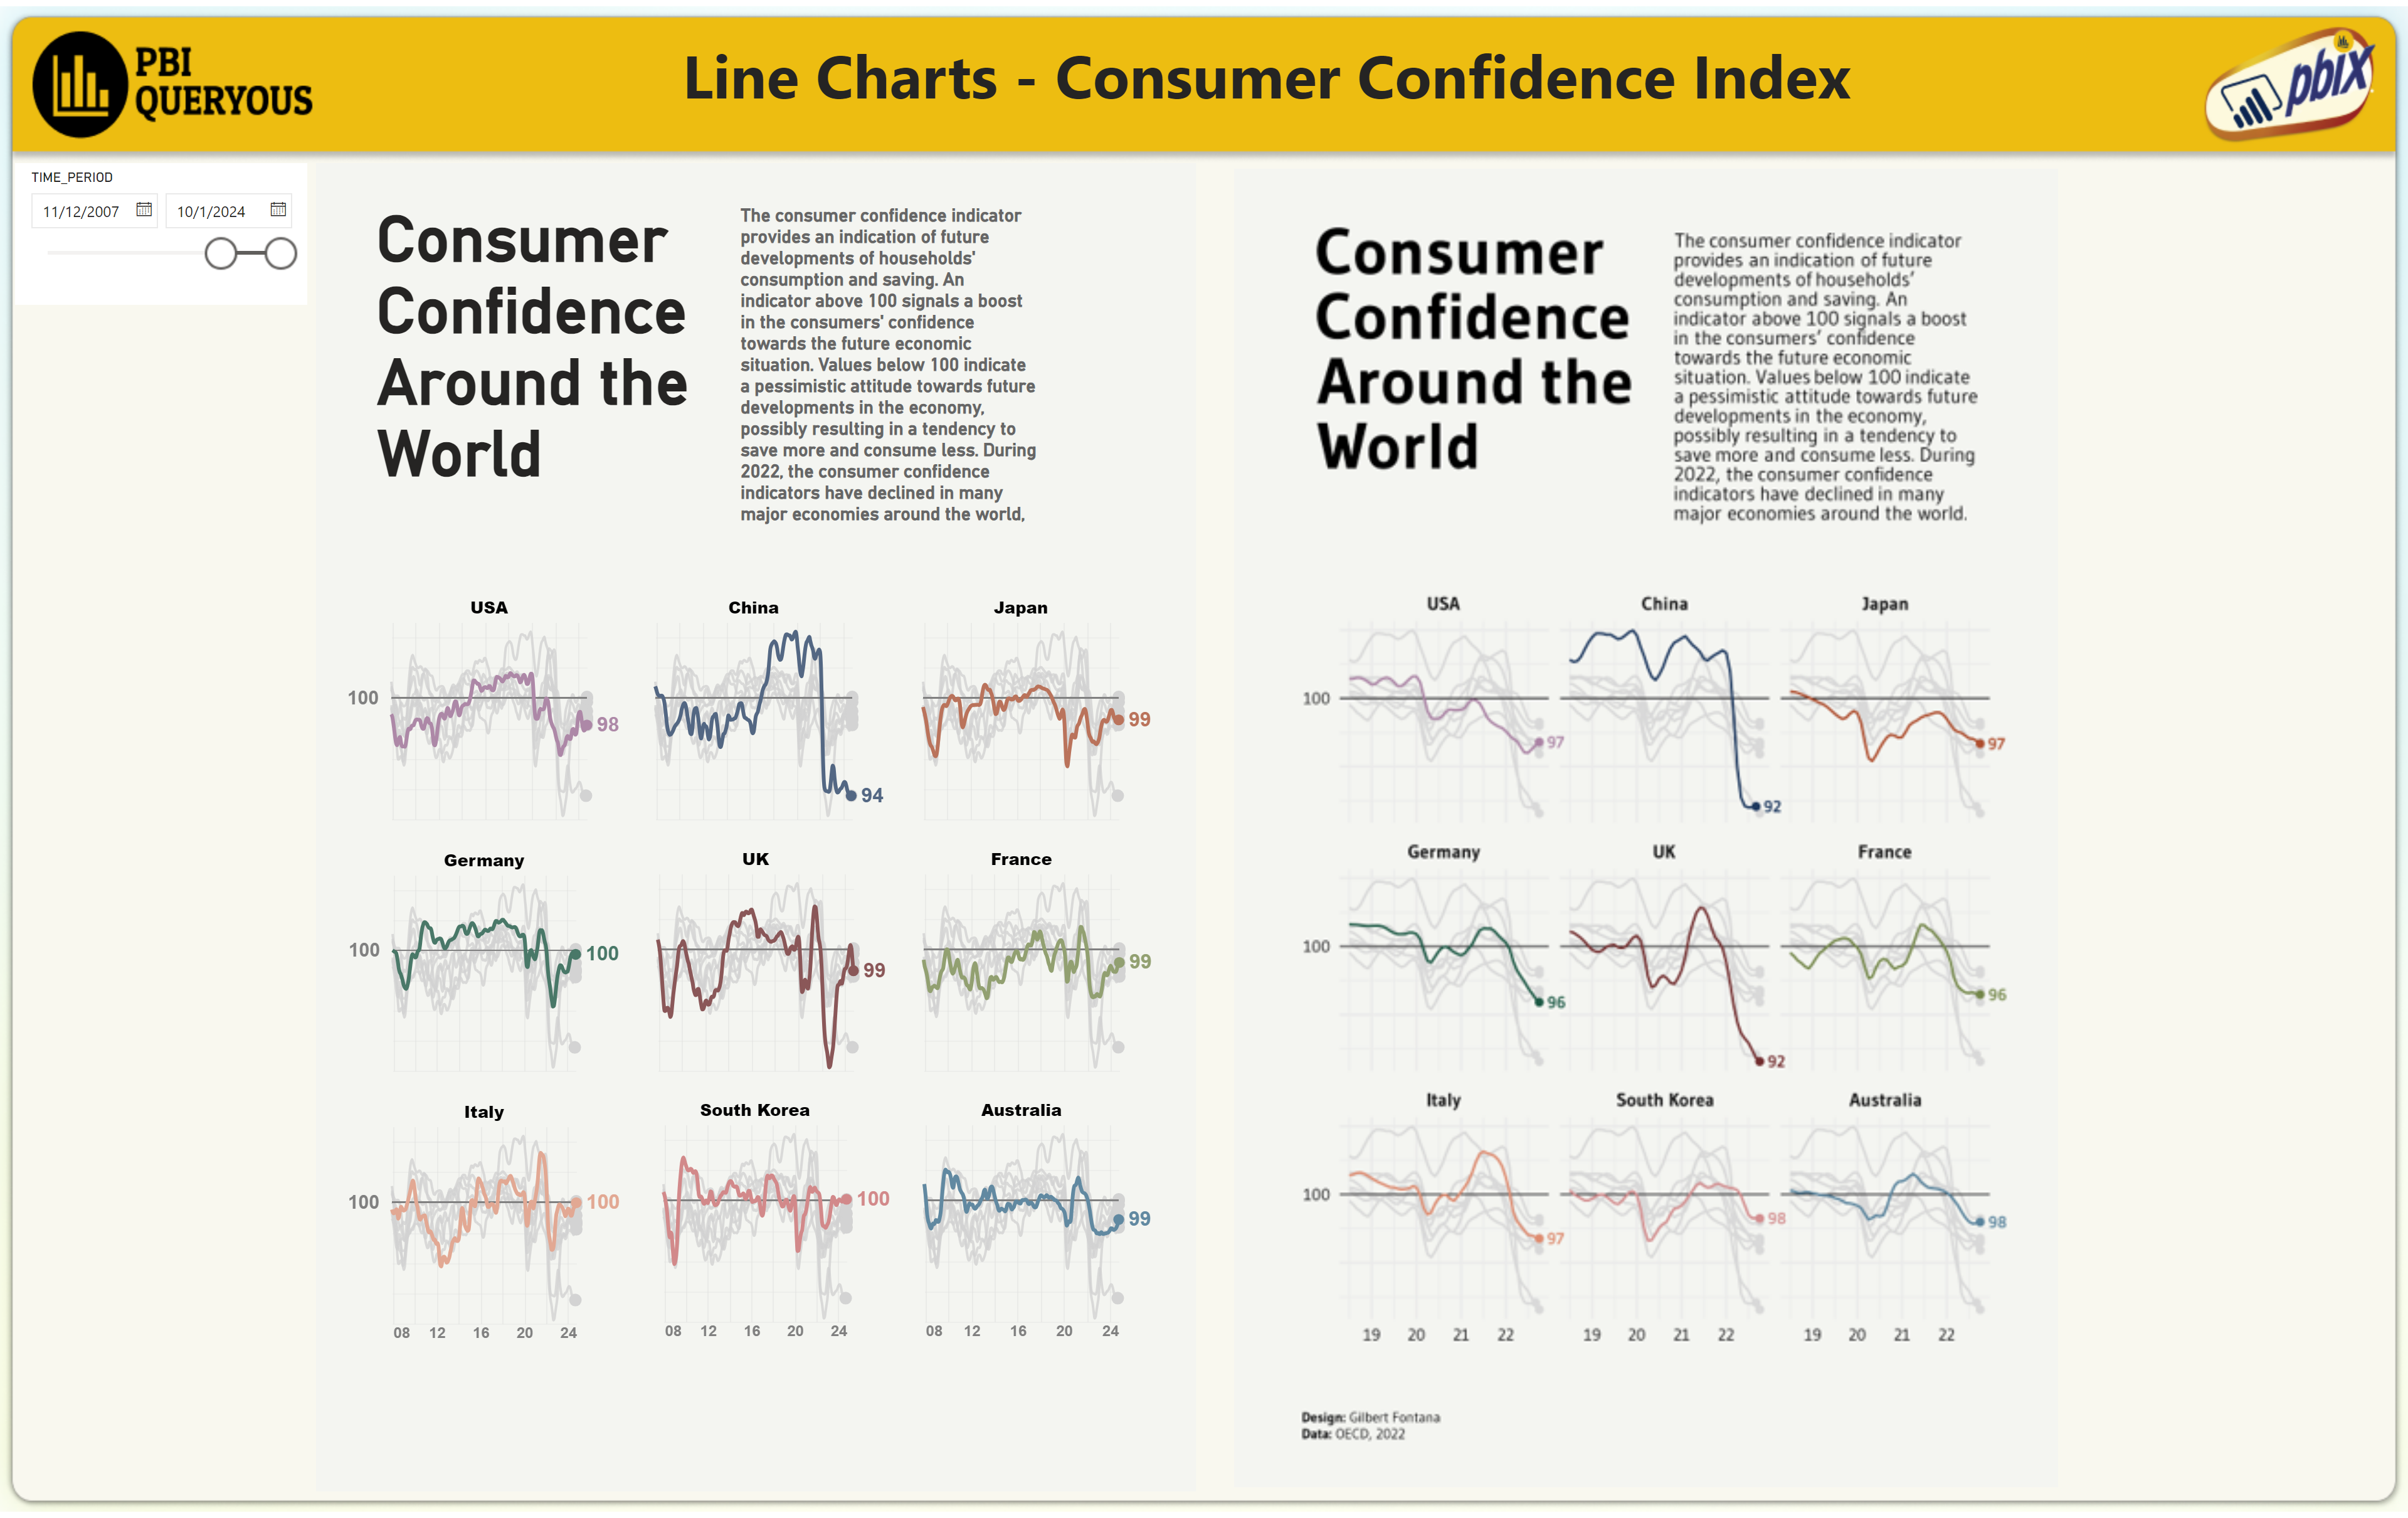 PBI
QUERYOUS
Line Charts - Consumer Confidence Index
pbix
TIME_PERIOD
11/12/2007
10/1/2024
Consumer
Confidence
Around the
World
The consumer confidence indicator
provides an indication of future
developments of households'
consumption and saving. An
indicator above 100 signals a boost
in the consumers' confidence
towards the future economic
situation. Values below 100 indicate
a pessimistic attitude towards future
developments in the economy,
possibly resulting in a tendency to
save more and consume less. During
2022, the consumer confidence
indicators have declined in many
major economies around the world,
USA
China
Japan
100
98
94
99
Germany
UK
France
100
100
99
99
Italy
South Korea
Australia
100
100
100
99
08 12 16 20 24
08 12 16 20 24
08 12 16 20 24
Consumer
Confidence
Around the
World
The consumer confidence indicator
provides an indication of future
developments of households’
consumption and saving. An
indicator above 100 signals a boost
in the consumers’ confidence
towards the future economic
situation. Values below 100 indicate
a pessimistic attitude towards future
developments in the economy,
possibly resulting in a tendency to
save more and consume less. During
2022, the consumer confidence
indicators have declined in many
major economies around the world.
USA
China
Japan
100
97
92
97
Germany
UK
France
100
96
92
96
Italy
South Korea
Australia
100
97
98
98
19 20 21 22
19 20 21 22
19 20 21 22
Design: Gilbert Fontana
Data: OECD, 2022